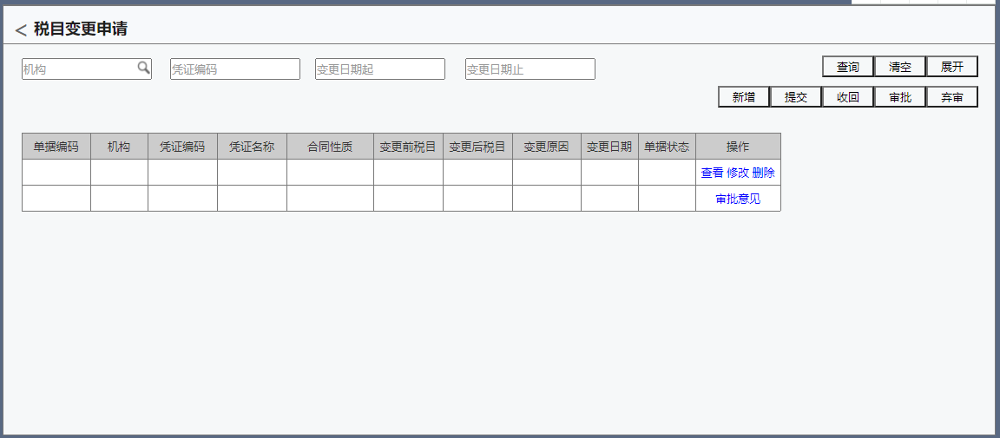 < 税目变更申请
机构 凭证编码 变更日期起 变更日期止 查询 清空 展开
新增 提交 收回 审批 弃审
单据编码 机构 凭证编码 凭证名称 合同性质 变更前税目 变更后税目 变更原因 变更日期 单据状态 操作
查看 修改 删除
审批意见